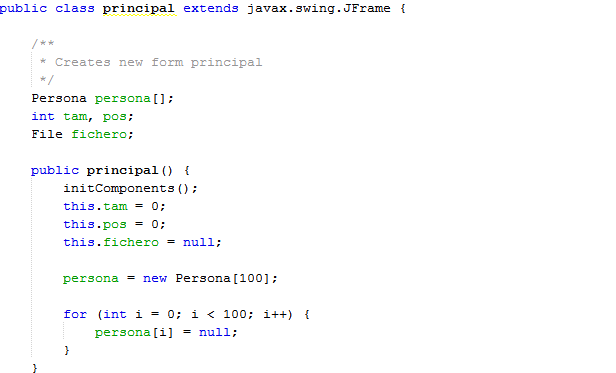 public class principal extends javax.swing.JFrame {
/**
* Creates new form principal
*/
Persona persona[];
int tam, pos;
File fichero;
public principal() {
initComponents();
this.tam = 0;
this.pos = 0;
this.fichero = null;
persona = new Persona[100];
for (int i = 0; i < 100; i++) {
persona[i] = null;
}
}